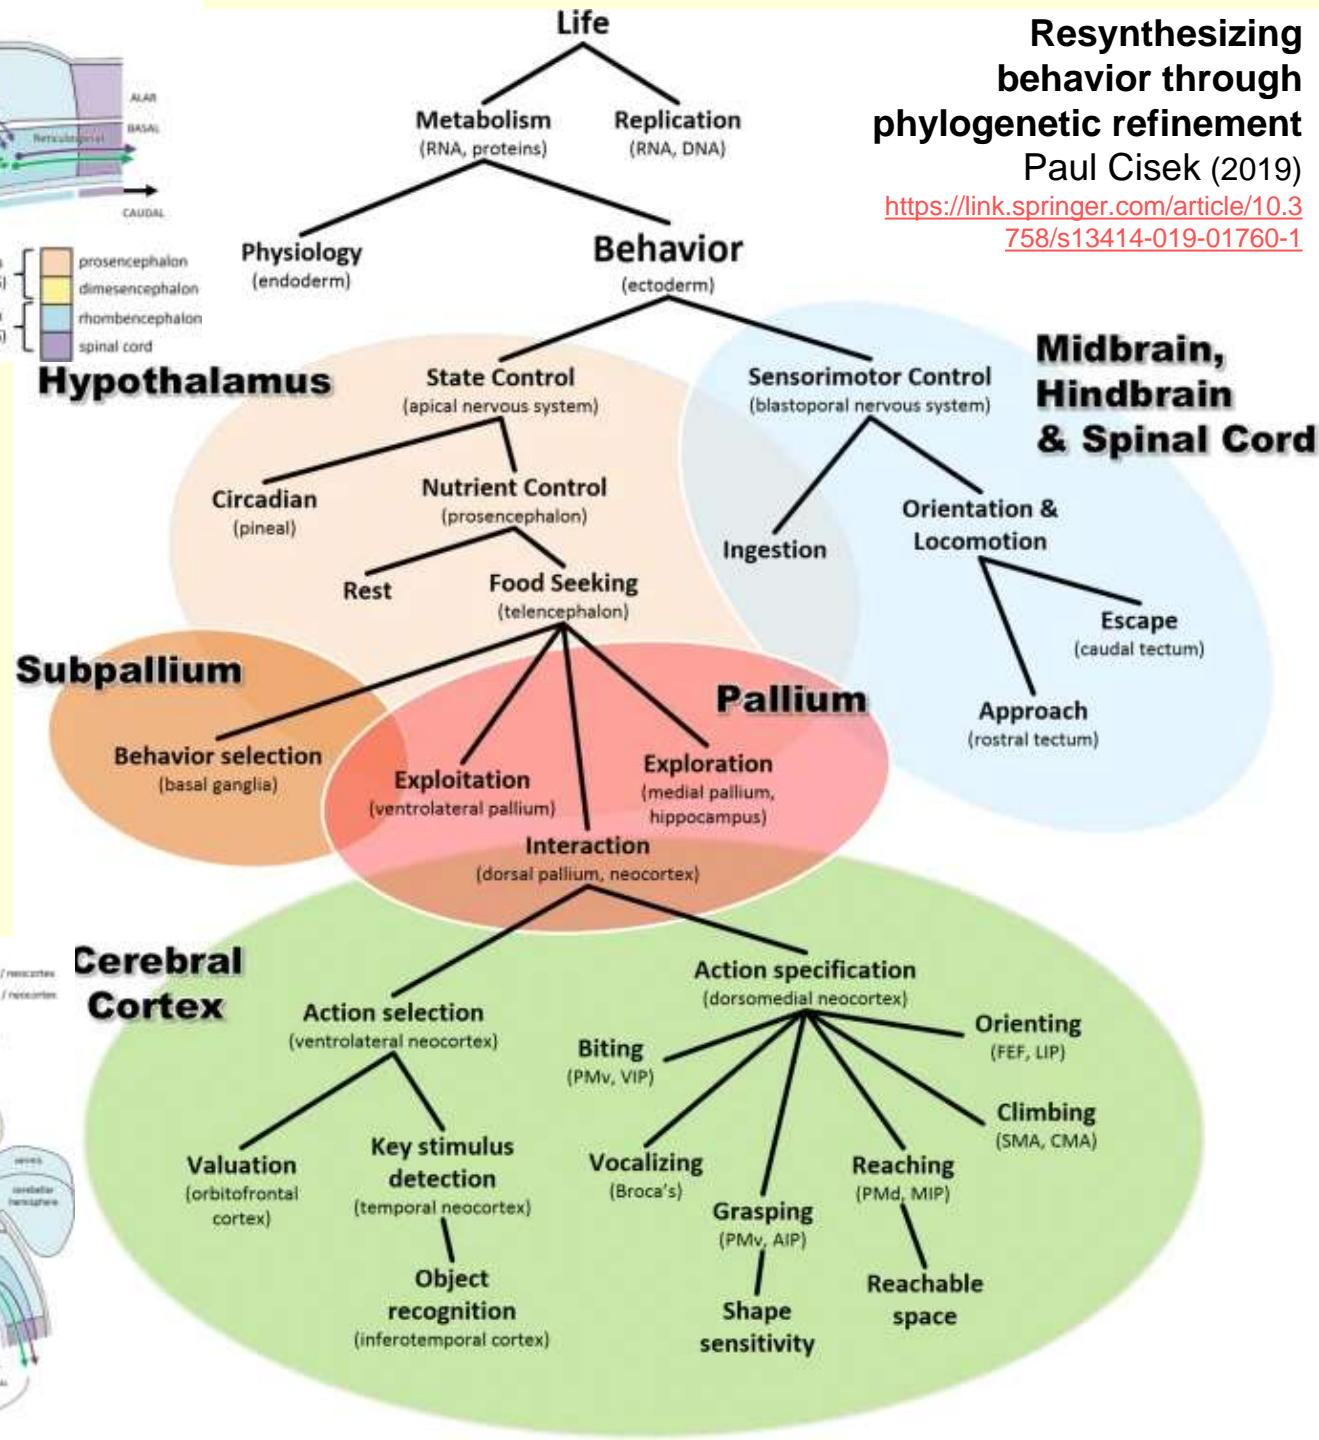 Resynthesizing
behavior through
phylogenetic refinement
Paul Cisek (2019)
https://link.springer.com/article/10.3
758/s13414-019-01760-1
ALAR
BASAL
CAUDAL
prosencephalon
dimesencephalon
rhombencephalon
spinal cord
Life
Metabolism
(RNA, proteins)
Replication
(RNA, DNA)
Physiology
(endoderm)
Behavior
(ectoderm)
Hypothalamus
State Control
(apical nervous system)
Sensorimotor Control
(blastoporal nervous system)
Midbrain,
Hindbrain
& Spinal Cord
Circadian
(pineal)
Nutrient Control
(prosencephalon)
Ingestion
Orientation &
Locomotion
Rest
Food Seeking
(telencephalon)
Escape
(caudal tectum)
Approach
(rostral tectum)
Subpallium
Pallium
Behavior selection
(basal ganglia)
Exploitation
(ventrolateral pallium)
Exploration
(medial pallium,
hippocampus)
Interaction
(dorsal pallium, neocortex)
Cerebral
Cortex
/ neocortex
/ neocortex
Action selection
(ventrolateral neocortex)
Action specification
(dorsomedial neocortex)
Biting
(PMv, VIP)
Orienting
(FEF, LIP)
Climbing
(SMA, CMA)
Valuation
(orbitofrontal
cortex)
Key stimulus
detection
(temporal neocortex)
Vocalizing
(Broca's)
Grasping
(PMv, AIP)
Reaching
(PMd, MIP)
Object
recognition
(inferotemporal cortex)
Shape
sensitivity
Reachable
space
cerebellar
hemisphere